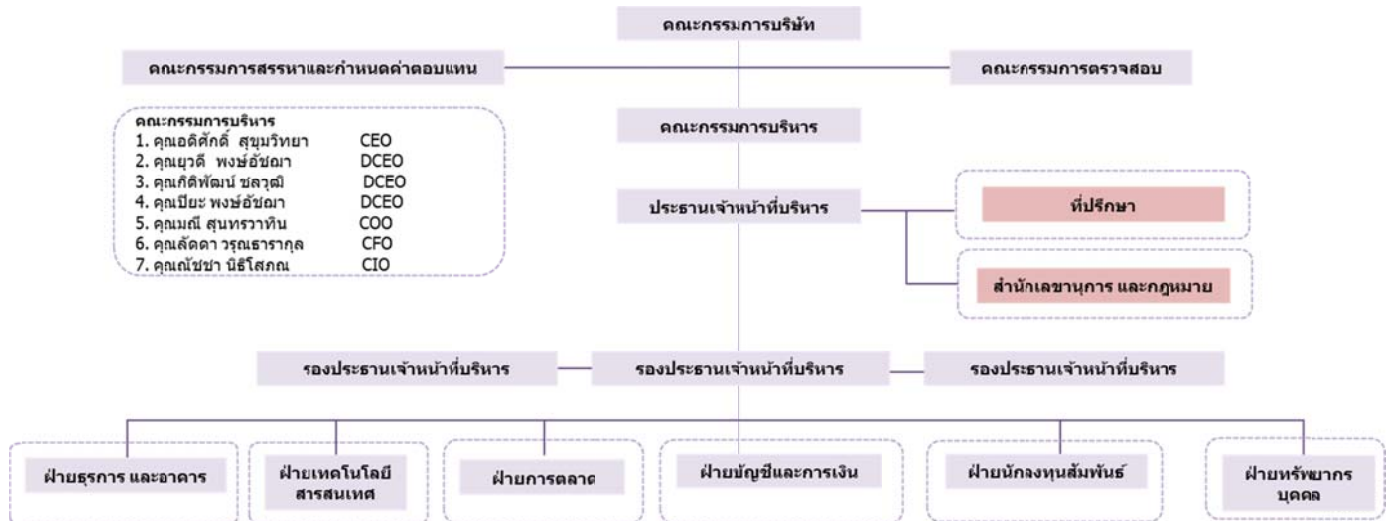 คณะกรรมการบริษัท
คณะกรรมการสรรหาและกำหนดค่าตอบแทน
คณะกรรมการตรวจสอบ
คณะกรรมการบริหาร
1. คุณอดิศักดิ์ สุขุมวิทยา CEO
2. คุณยุวดี พงษ์อัชฌา DCEO
3. คุณกิติพัฒน์ ชลวุฒิ DCEO
4. คุณปิยะ พงษ์อัชฌา DCEO
5. คุณมณี สุนทรวาทิน COO
6. คุณลัดดา วรุณธารากุล CFO
7. คุณณัชชา นิธิโสภณ CIO
คณะกรรมการบริหาร
ประธานเจ้าหน้าที่บริหาร
ที่ปรึกษา
สำนักเลขานุการ และกฎหมาย
รองประธานเจ้าหน้าที่บริหาร
รองประธานเจ้าหน้าที่บริหาร
รองประธานเจ้าหน้าที่บริหาร
ฝ่ายธุรการ และอาคาร
ฝ่ายเทคโนโลยี
สารสนเทศ
ฝ่ายการตลาด
ฝ่ายบัญชีและการเงิน
ฝ่ายนักลงทุนสัมพันธ์
ฝ่ายทรัพยากร
บุคคล